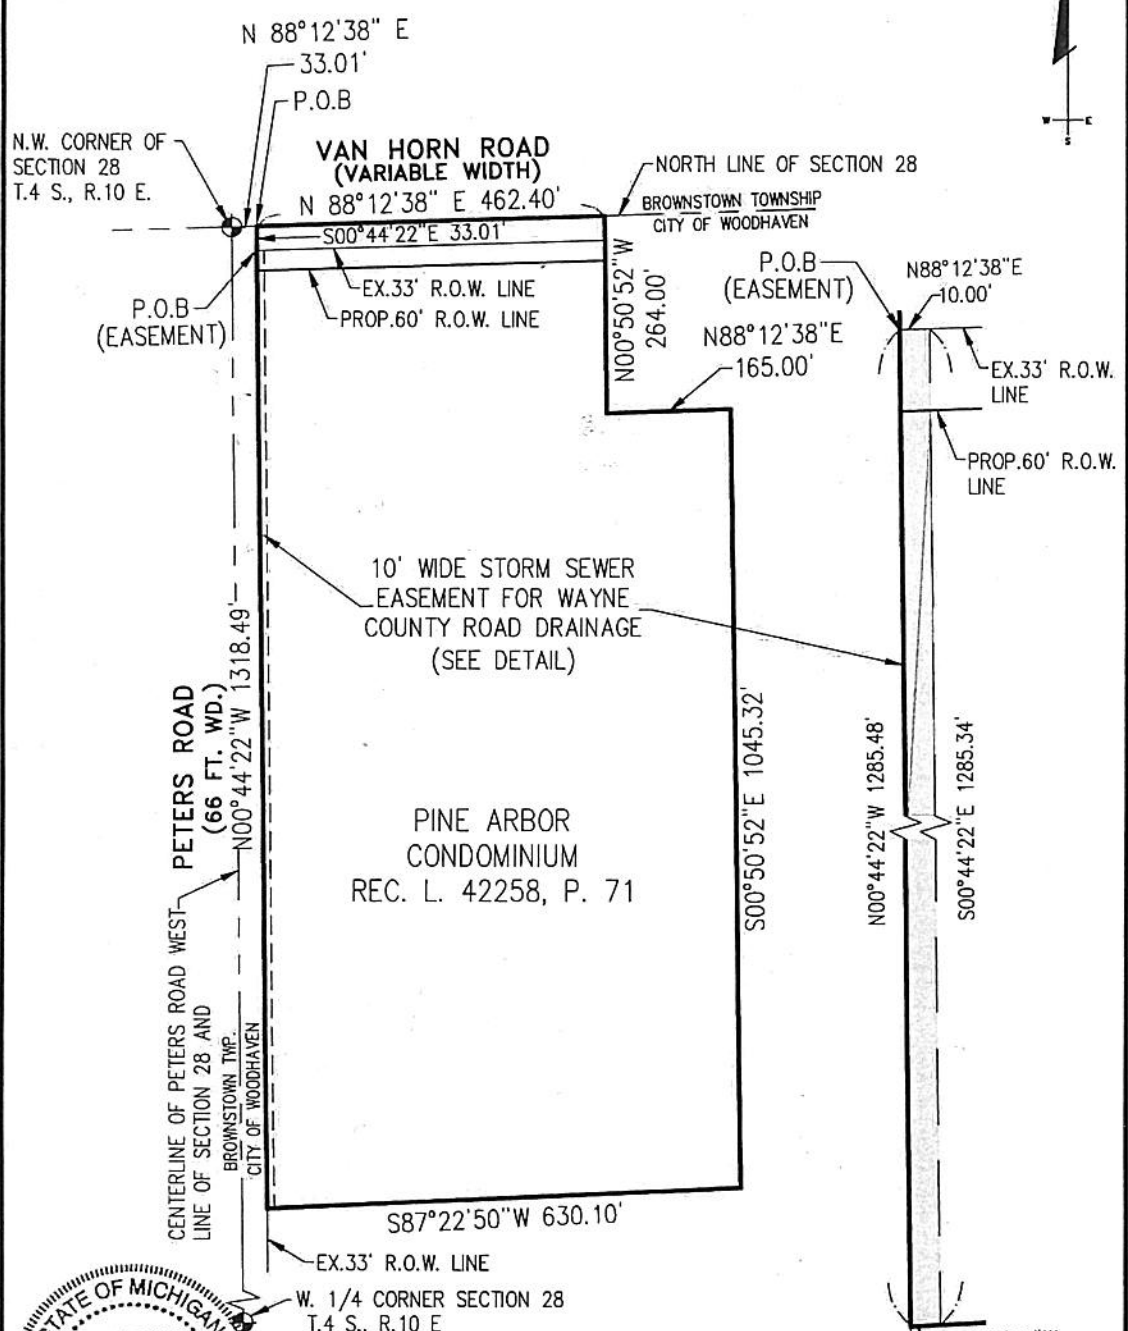 N 88°12'38" E
33.01'
P.O.B
N.W. CORNER OF
SECTION 28
T.4 S., R.10 E.
VAN HORN ROAD
(VARIABLE WIDTH)
N 88°12'38" E 462.40'
NORTH LINE OF SECTION 28
BROWNSTOWN TOWNSHIP
CITY OF WOODHAVEN
W
E
S
S00°44'22"E 33.01'
EX.33' R.O.W. LINE
PROP.60' R.O.W. LINE
P.O.B
(EASEMENT)
N00°50'52"W
264.00'
N88°12'38"E
165.00'
P.O.B
(EASEMENT)
N88°12'38"E
10.00'
EX.33' R.O.W.
LINE
PROP.60' R.O.W.
LINE
10' WIDE STORM SEWER
EASEMENT FOR WAYNE
COUNTY ROAD DRAINAGE
(SEE DETAIL)
PETERS ROAD
(66 FT. WD.)
N00°44'22"W 1318.49'
PINE ARBOR
CONDOMINIUM
REC. L. 42258, P. 71
S00°50'52"E 1045.32'
N00°44'22"W 1285.48'
S00°44'22"E 1285.34'
CENTERLINE OF PETERS ROAD WEST
LINE OF SECTION 28 AND
BROWNSTOWN TWP.
CITY OF WOODHAVEN
S87°22'50"W 630.10'
EX.33' R.O.W. LINE
W. 1/4 CORNER SECTION 28
T.4 S., R.10 E
STATE OF MICHIGAN